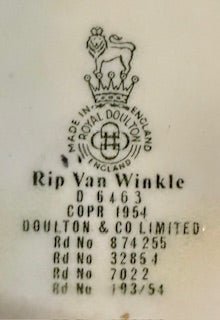 MADE IN ENGLAND
ROYAL DOULTON
ENGLAND
Rip Van Winkle
D 6463
COPR 1954
DOULTON & CO LIMITED
Rd No 874255
Rd No 32854
Rd No 7022
Rd No 193/54